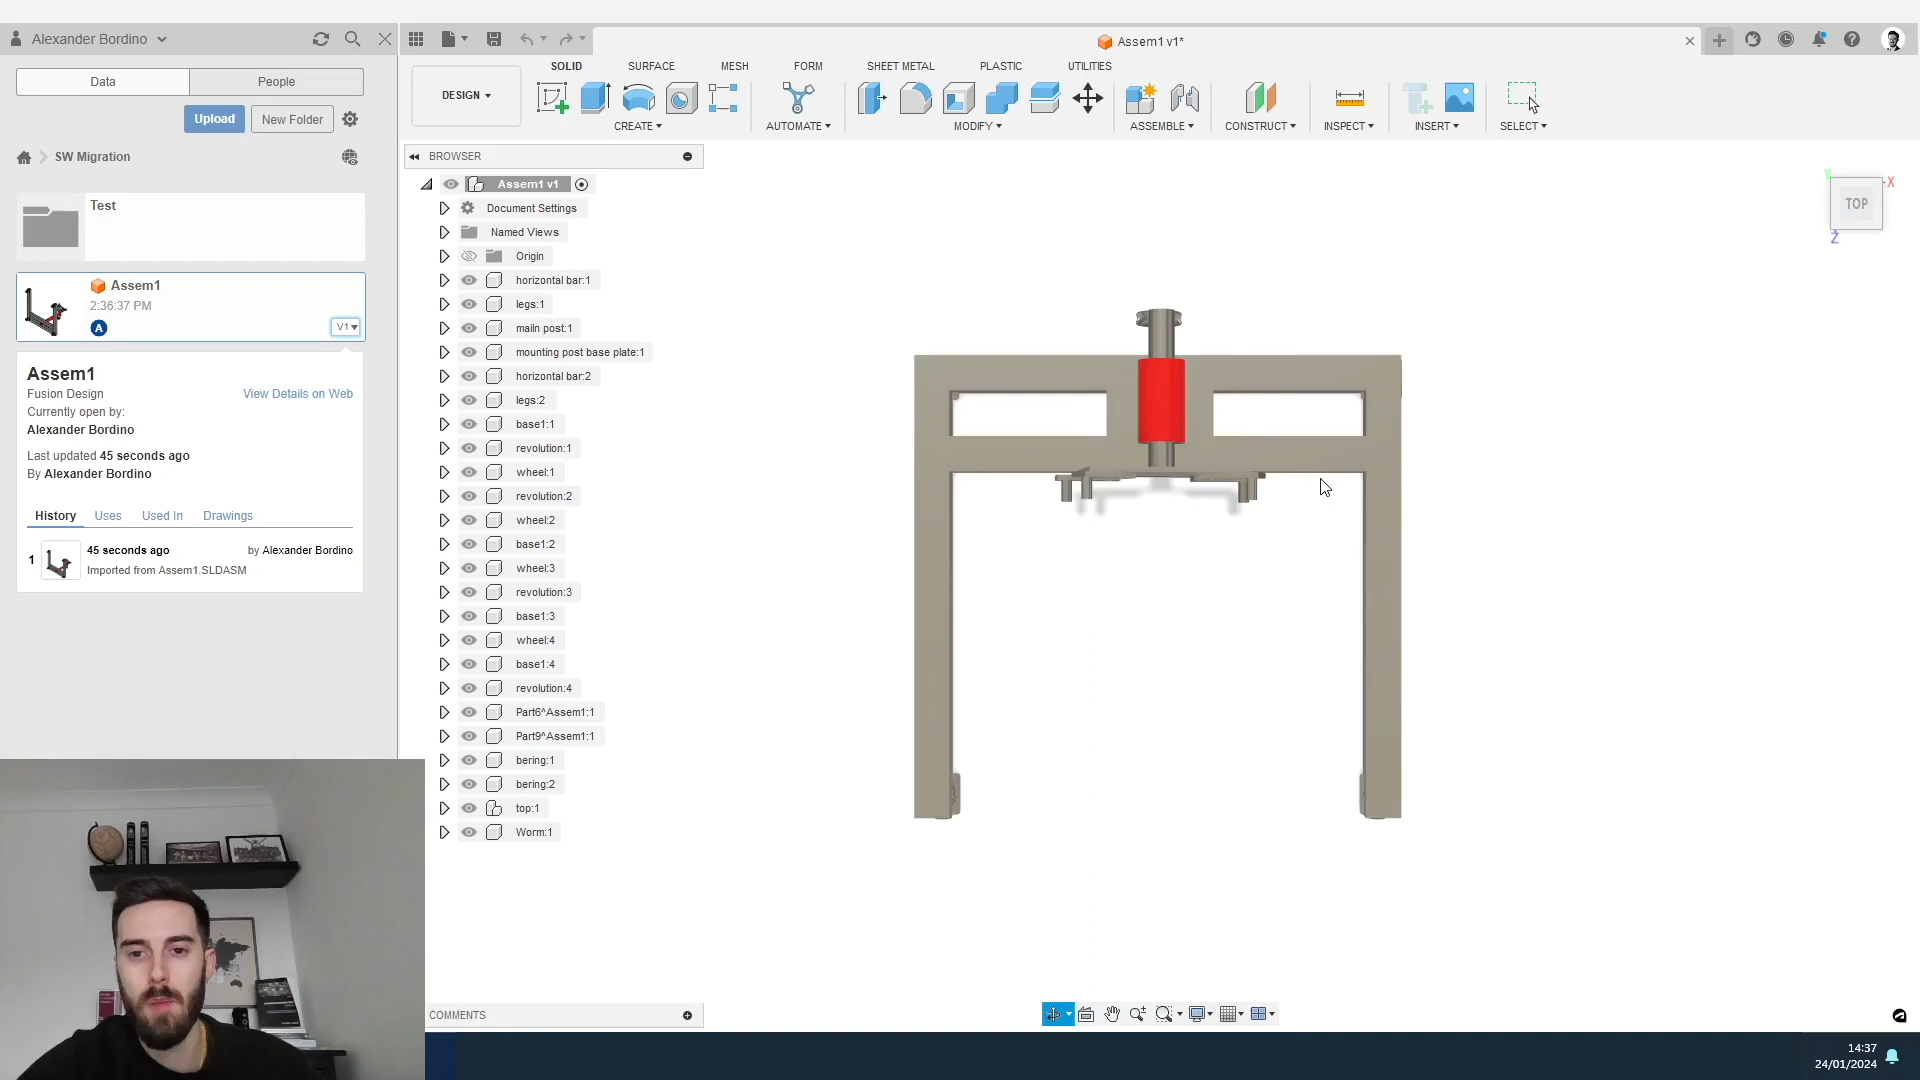 Alexander Bordino
Assem1 v1*
Data
People
Upload
New Folder
SW Migration
Test
Assem1
2:36:37 PM
A
V1
Assem1
Fusion Design
View Details on Web
Currently open by:
Alexander Bordino
Last updated 45 seconds ago
By Alexander Bordino
History
Uses
Used In
Drawings
1
45 seconds ago
by Alexander Bordino
Imported from Assem1.SLDASM
DESIGN
SOLID
SURFACE
MESH
FORM
SHEET METAL
PLASTIC
UTILITIES
CREATE
AUTOMATE
MODIFY
ASSEMBLE
CONSTRUCT
INSPECT
INSERT
SELECT
BROWSER
Assem1 v1
Document Settings
Named Views
Origin
horizontal bar:1
legs:1
mailn post:1
mounting post base plate:1
horizontal bar:2
legs:2
base1:1
revolution:1
wheel:1
revolution:2
wheel:2
base1:2
wheel:3
revolution:3
base1:3
wheel:4
base1:4
revolution:4
Part6^Assem1:1
Part9^Assem1:1
bering:1
bering:2
top:1
Worm:1
Y
X
TOP
Z
COMMENTS
14:37
24/01/2024